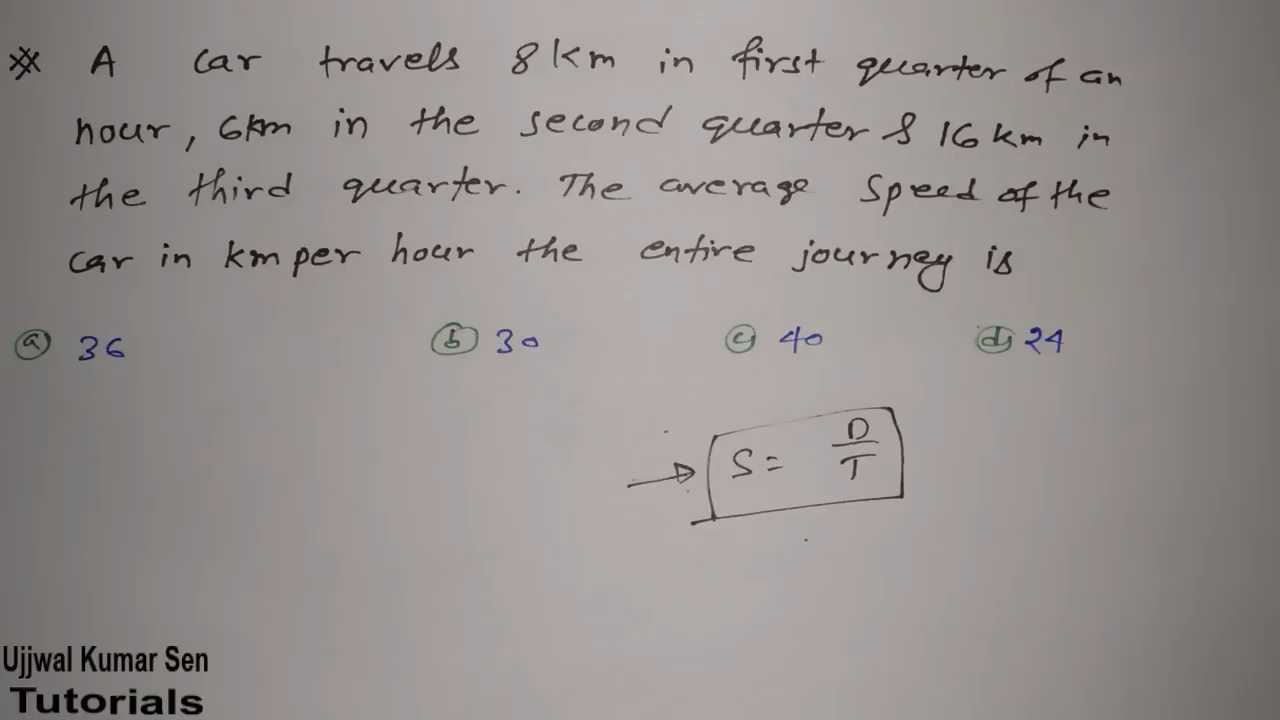 ※ A car travels 8km in first quarter of an
hour, 6km in the second quarter & 16 km in
the third quarter. The average speed of the
car in km per hour the entire journey is
(a) 36 (b) 30 (c) 40 (d) 24
→ S = D/T
Ujjwal Kumar Sen
Tutorials